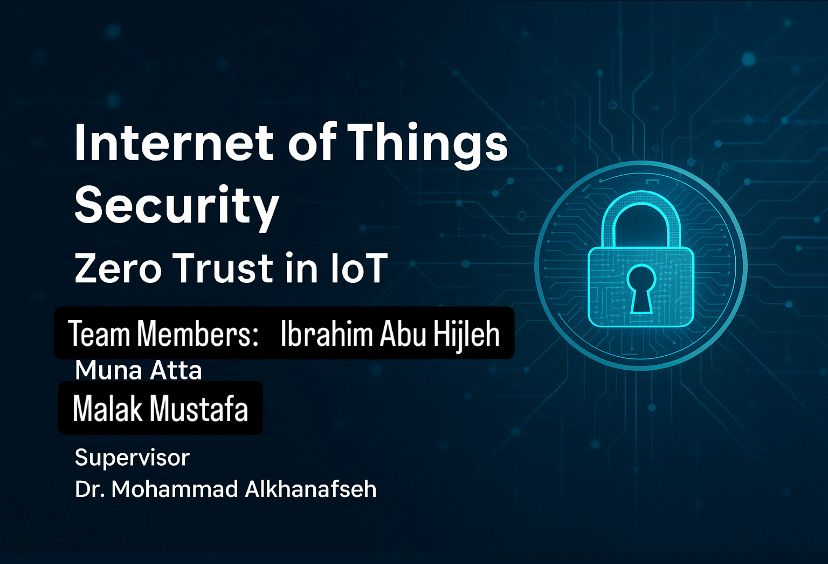 Internet of Things
Security
Zero Trust in IoT
Team Members: Ibrahim Abu Hijleh
Muna Atta
Malak Mustafa
Supervisor
Dr. Mohammad Alkhanafseh